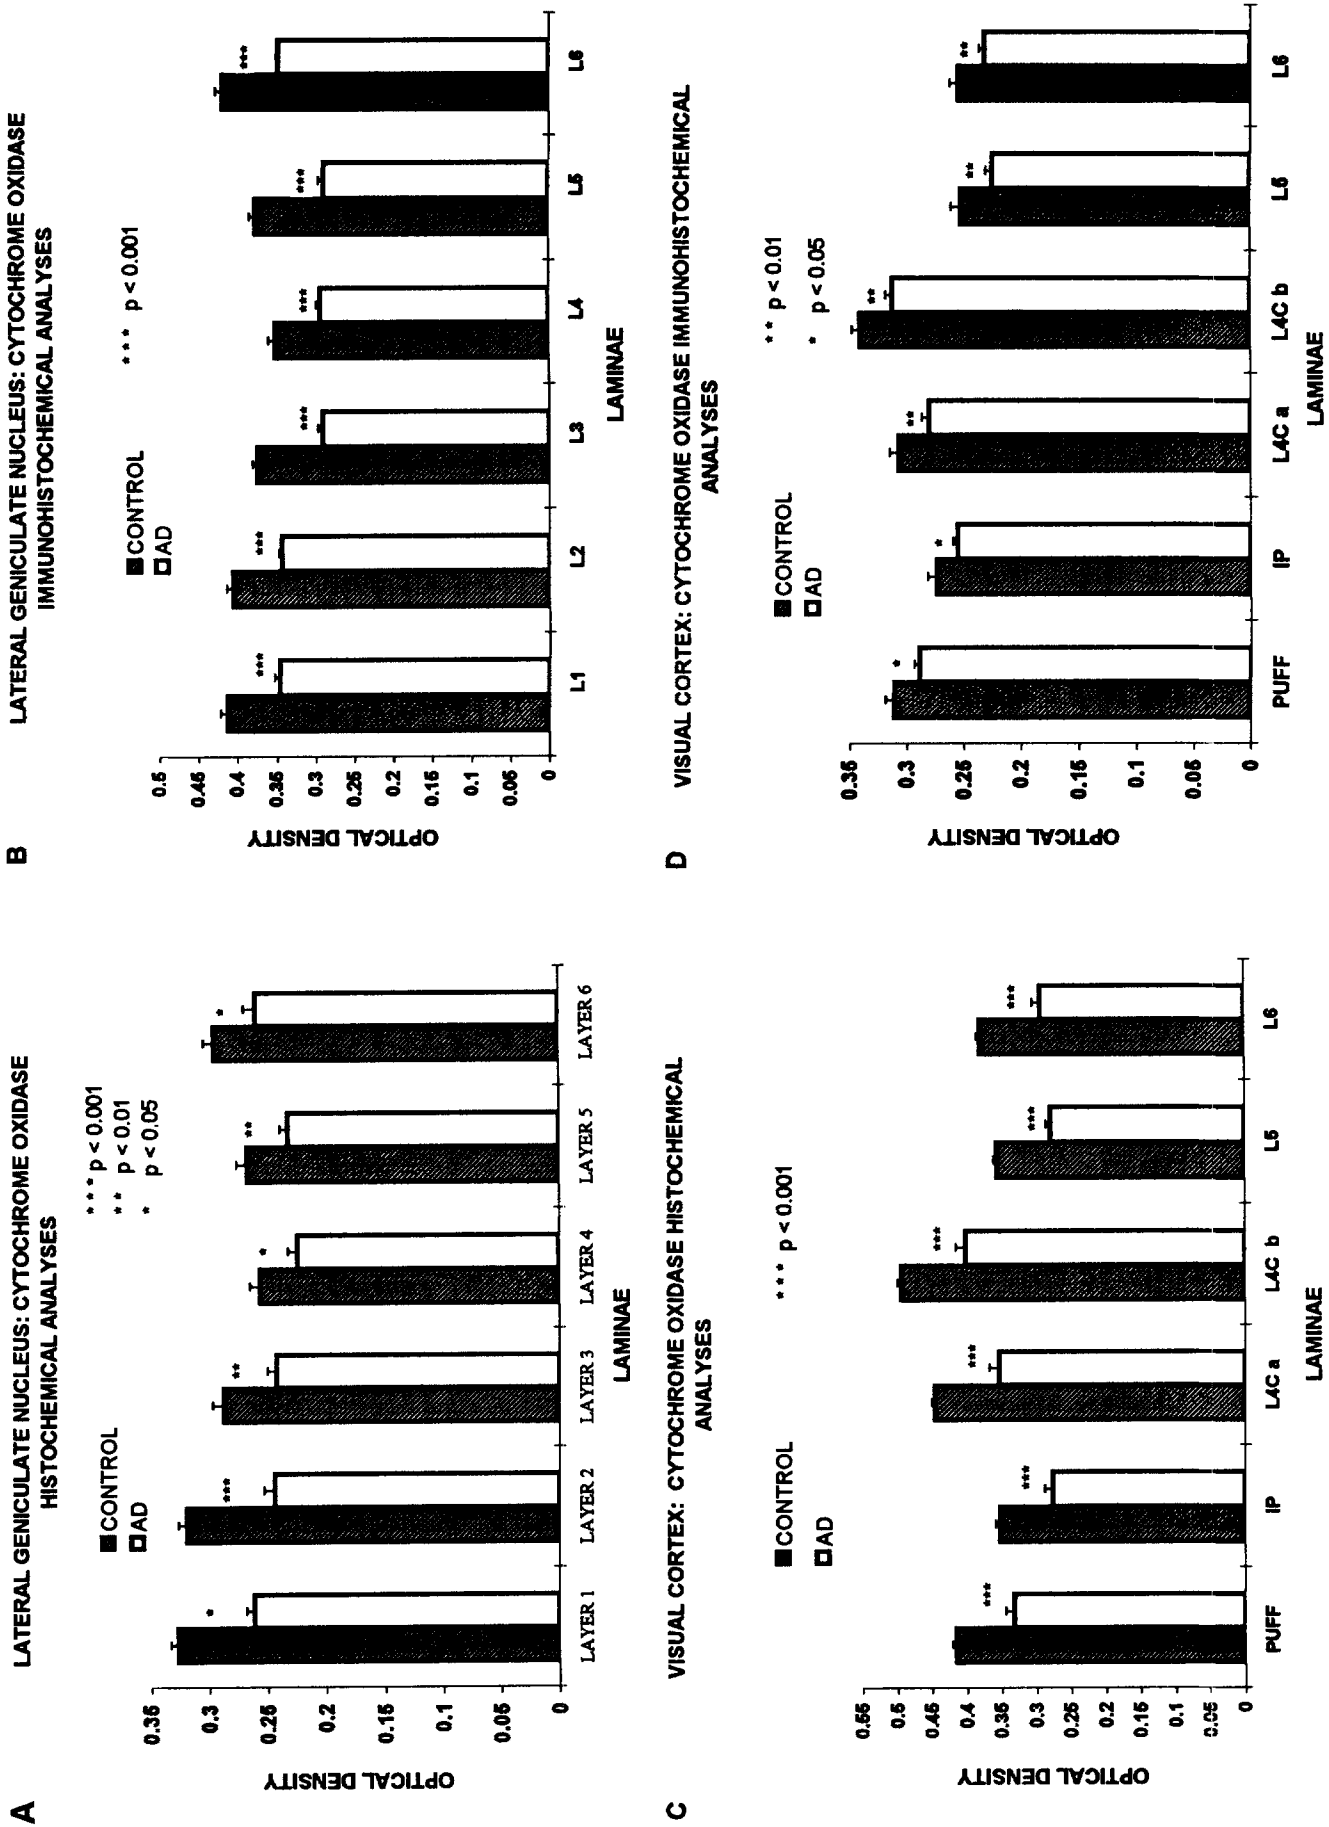 A
LATERAL GENICULATE NUCLEUS: CYTOCHROME OXIDASE
HISTOCHEMICAL ANALYSES
CONTROL
AD
* * * p < 0.001
* * p < 0.01
* p < 0.05
OPTICAL DENSITY
0.35
0.3
0.25
0.2
0.15
0.1
0.05
0
* *** ** * ** *
LAYER 1 LAYER 2 LAYER 3 LAYER 4 LAYER 5 LAYER 6
LAMINAE
B
LATERAL GENICULATE NUCLEUS: CYTOCHROME OXIDASE
IMMUNOHISTOCHEMICAL ANALYSES
CONTROL
AD
* * * p < 0.001
OPTICAL DENSITY
0.5
0.45
0.4
0.35
0.3
0.25
0.2
0.15
0.1
0.05
0
*** *** *** *** *** ***
L1 L2 L3 L4 L5 L6
LAMINAE
C
VISUAL CORTEX: CYTOCHROME OXIDASE HISTOCHEMICAL
ANALYSES
CONTROL
AD
* * * p < 0.001
OPTICAL DENSITY
0.55
0.5
0.45
0.4
0.35
0.3
0.25
0.2
0.15
0.1
0.05
0
*** *** *** *** *** ***
PUFF IP L4C a L4C b L5 L6
LAMINAE
D
VISUAL CORTEX: CYTOCHROME OXIDASE IMMUNOHISTOCHEMICAL
ANALYSES
CONTROL
AD
* * p < 0.01
* p < 0.05
OPTICAL DENSITY
0.35
0.3
0.25
0.2
0.15
0.1
0.05
0
* * ** ** ** **
PUFF IP L4C a L4C b L5 L6
LAMINAE